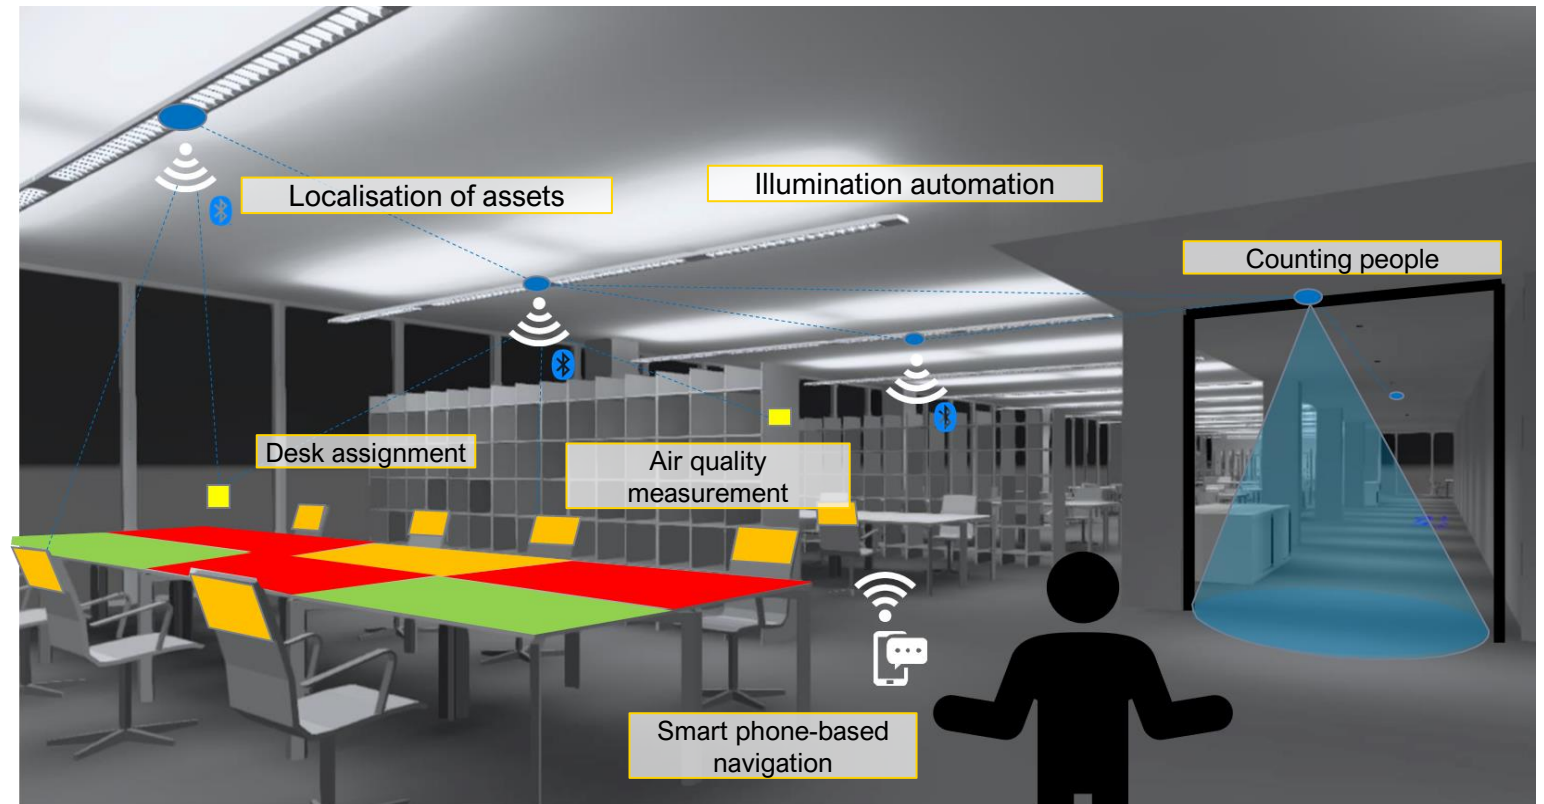 Localisation of assets
Illumination automation
Counting people
Desk assignment
Air quality
measurement
Smart phone-based
navigation